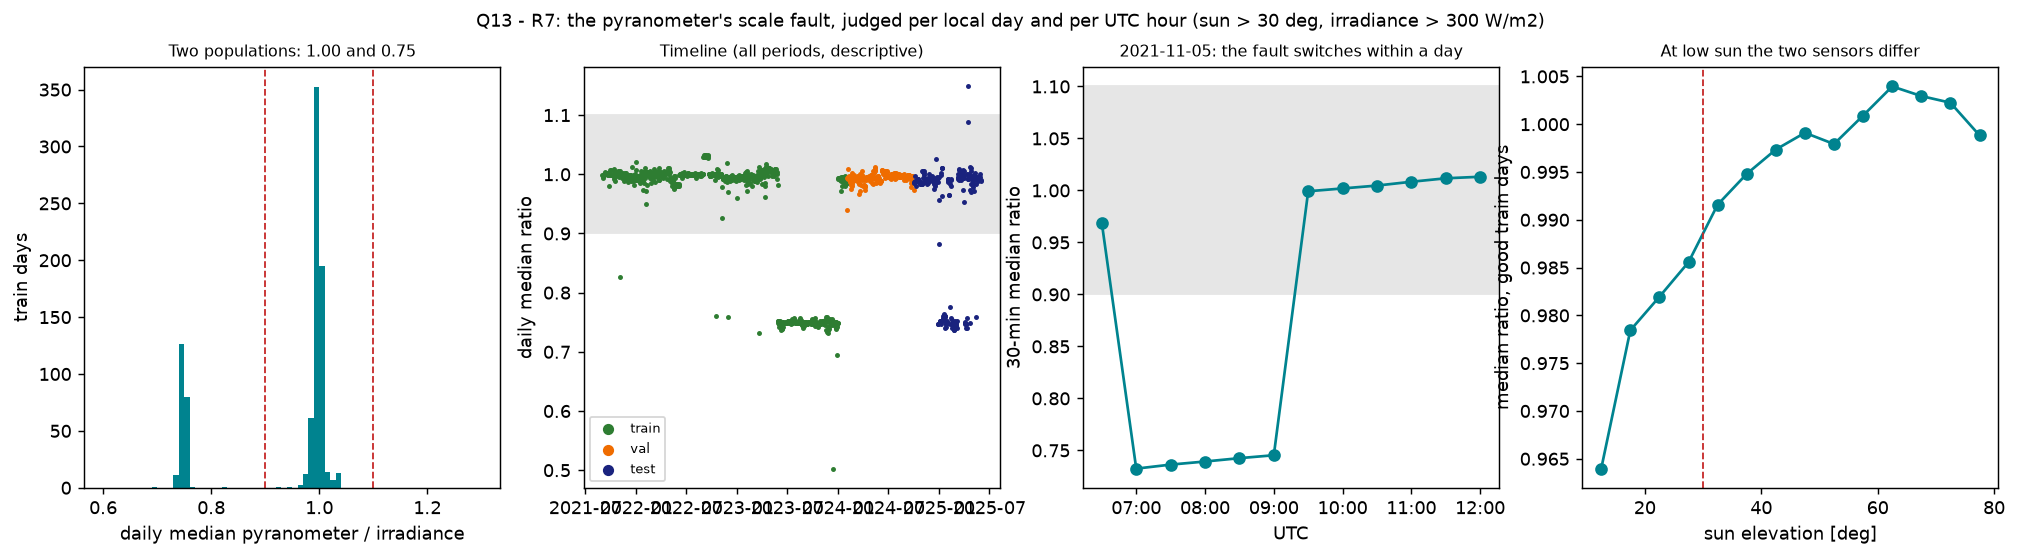 Q13 - R7: the pyranometer's scale fault, judged per local day and per UTC hour (sun > 30 deg, irradiance > 300 W/m2)
Two populations: 1.00 and 0.75
train days
350
300
250
200
150
100
50
0
0.6 0.8 1.0 1.2
daily median pyranometer / irradiance
Timeline (all periods, descriptive)
daily median ratio
1.1
1.0
0.9
0.8
0.7
0.6
0.5
train
val
test
2021-07 2022-01 2022-07 2023-01 2023-07 2024-01 2024-07 2025-01 2025-07
2021-11-05: the fault switches within a day
30-min median ratio
1.10
1.05
1.00
0.95
0.90
0.85
0.80
0.75
07:00 08:00 09:00 10:00 11:00 12:00
UTC
At low sun the two sensors differ
median ratio, good train days
1.005
1.000
0.995
0.990
0.985
0.980
0.975
0.970
0.965
20 40 60 80
sun elevation [deg]